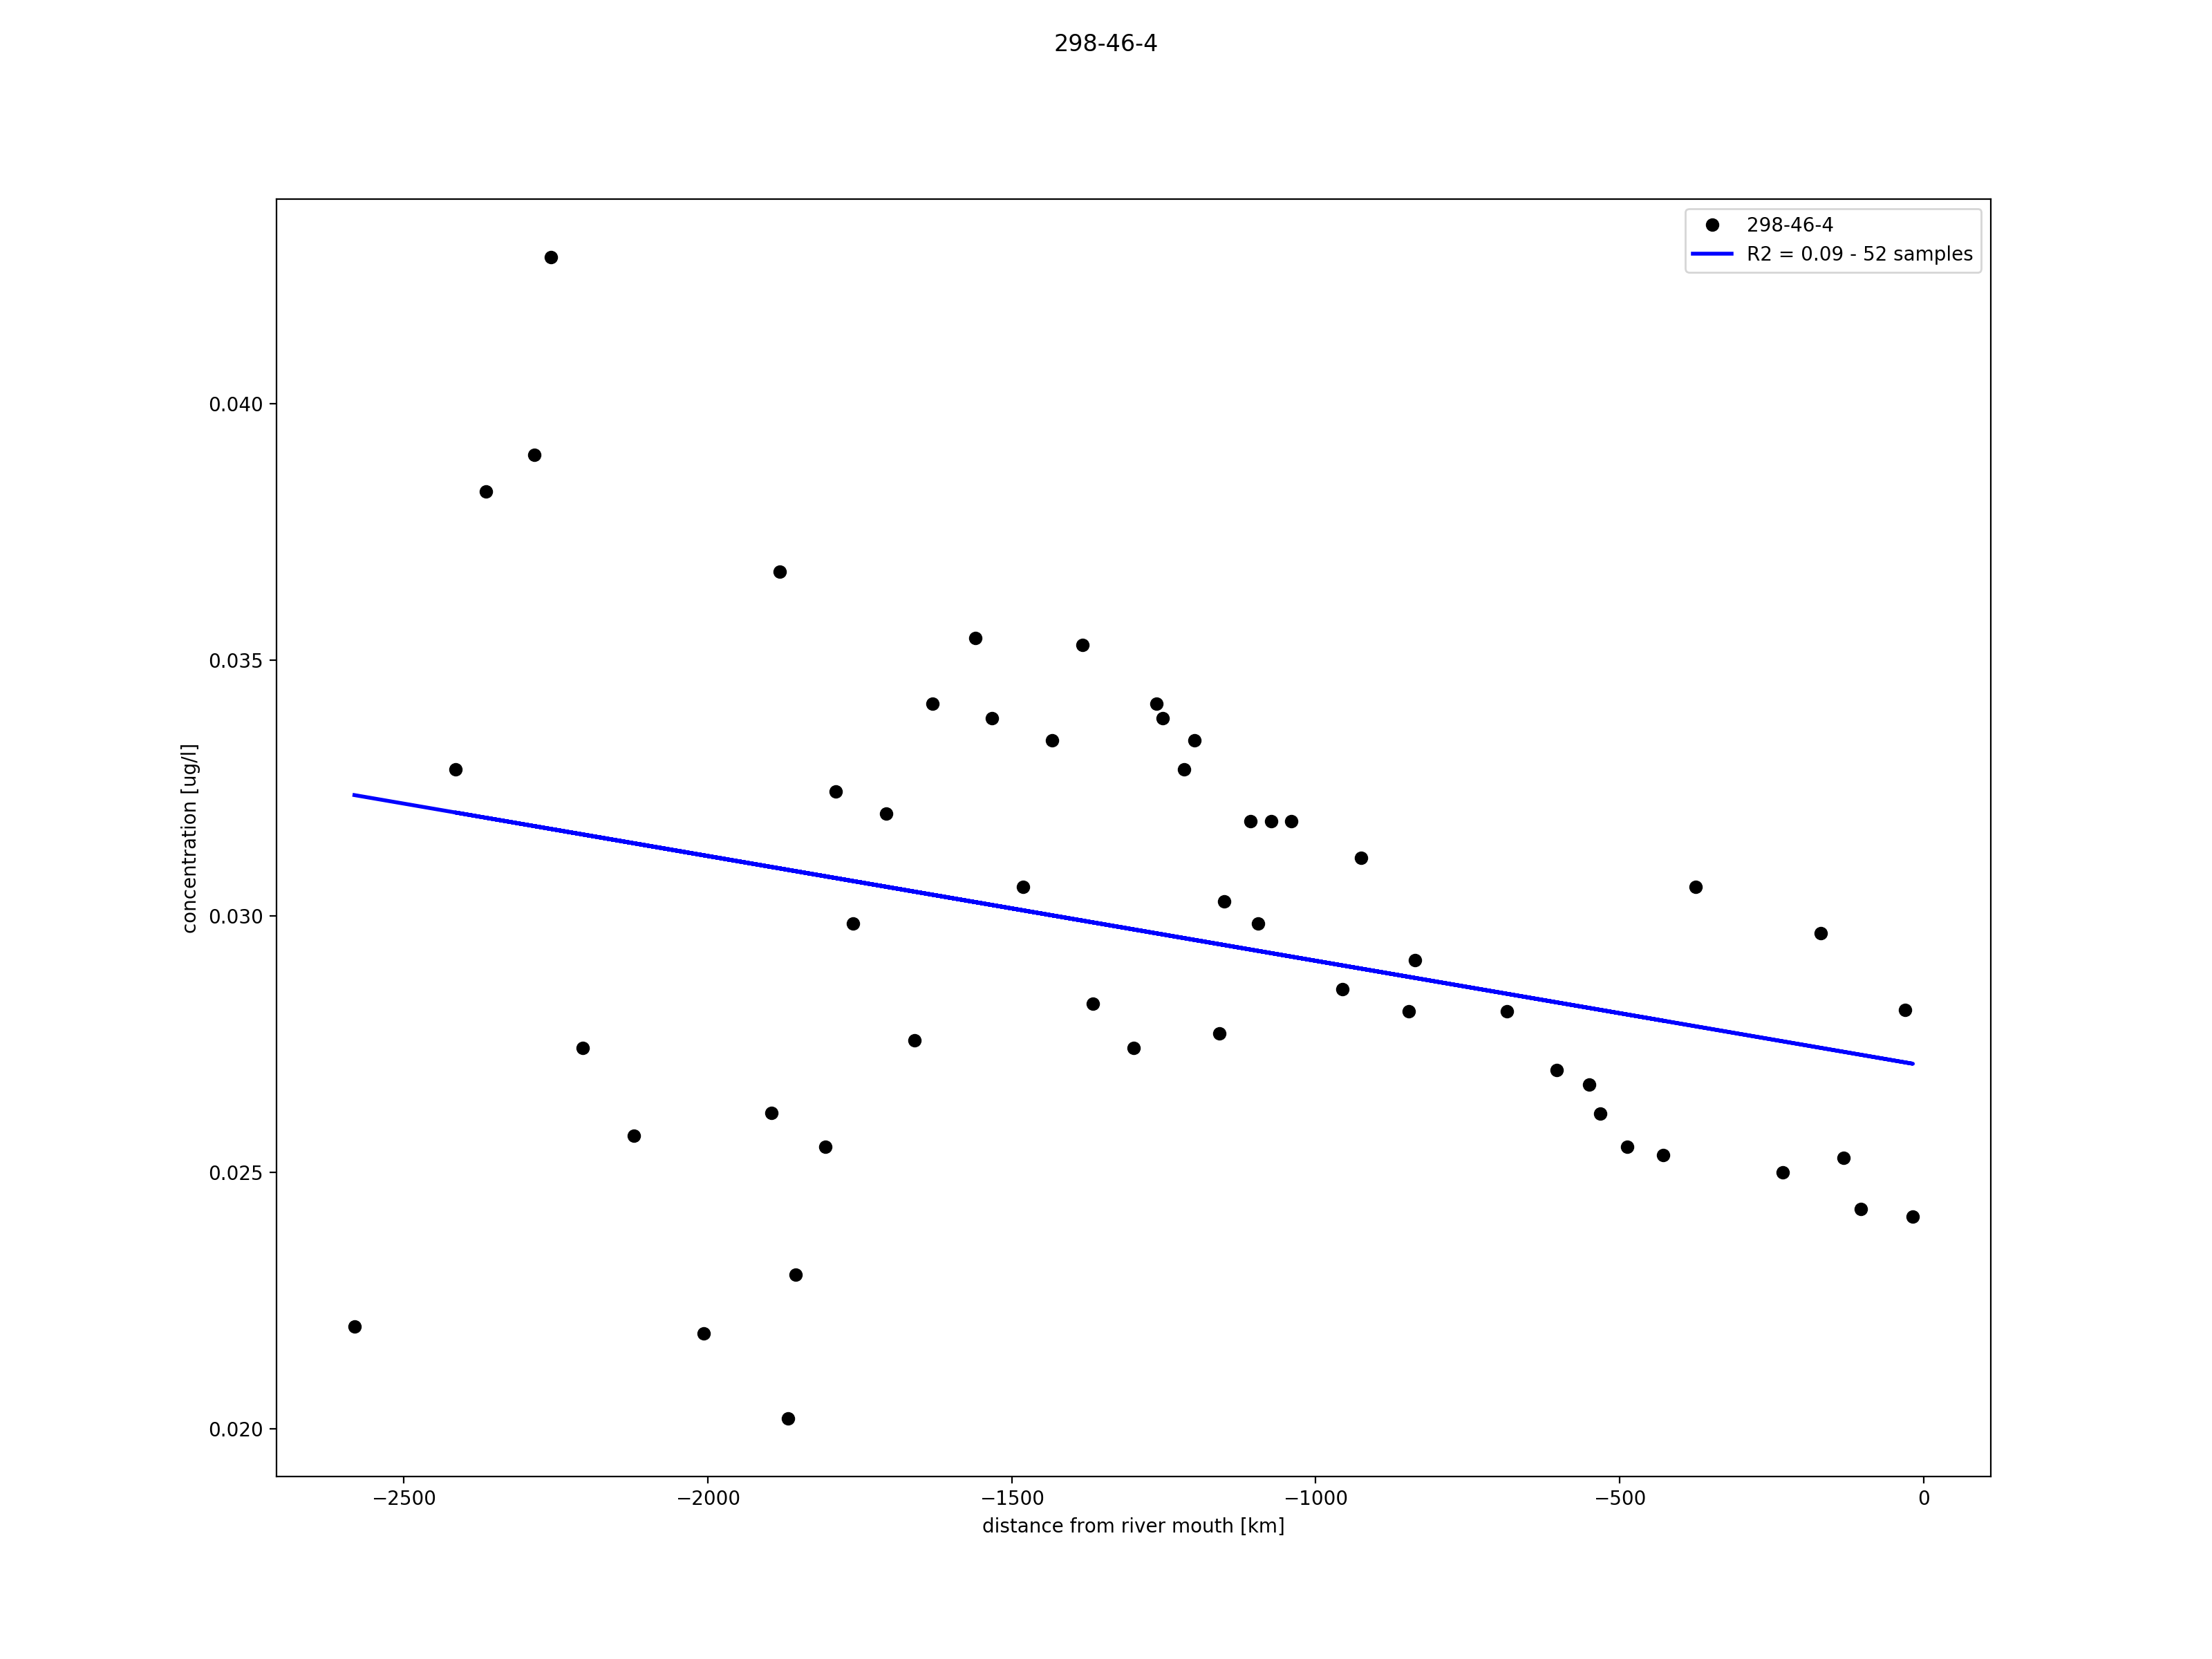 298-46-4
298-46-4
R2 = 0.09 - 52 samples
0.040
0.035
0.030
0.025
0.020
concentration [ug/l]
−2500 −2000 −1500 −1000 −500 0
distance from river mouth [km]